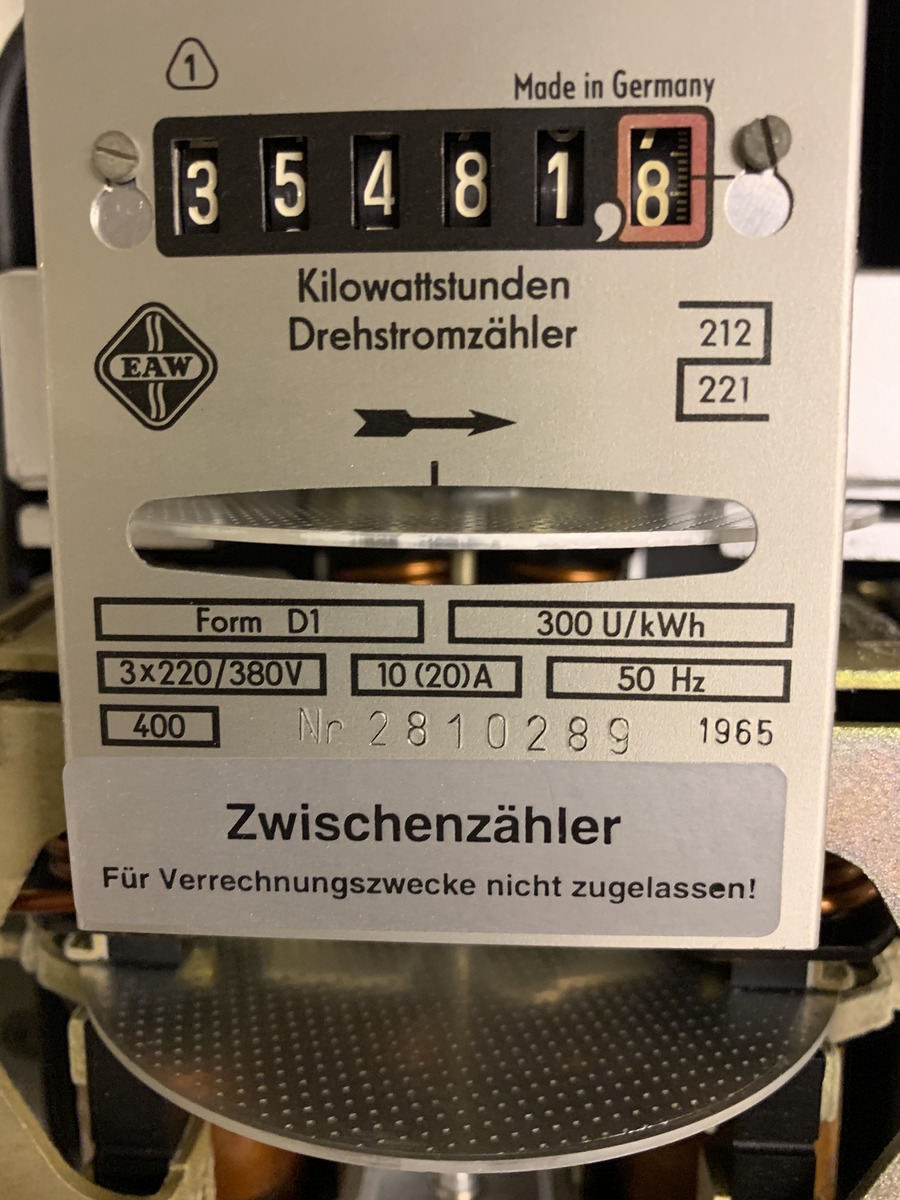 1
Made in Germany
35481,8
Kilowattstunden
Drehstromzähler
EAW
212
221
Form D1
300 U/kWh
3x220/380V
10 (20)A
50 Hz
400
Nr 2810289
1965
Zwischenzähler
Für Verrechnungszwecke nicht zugelassen!